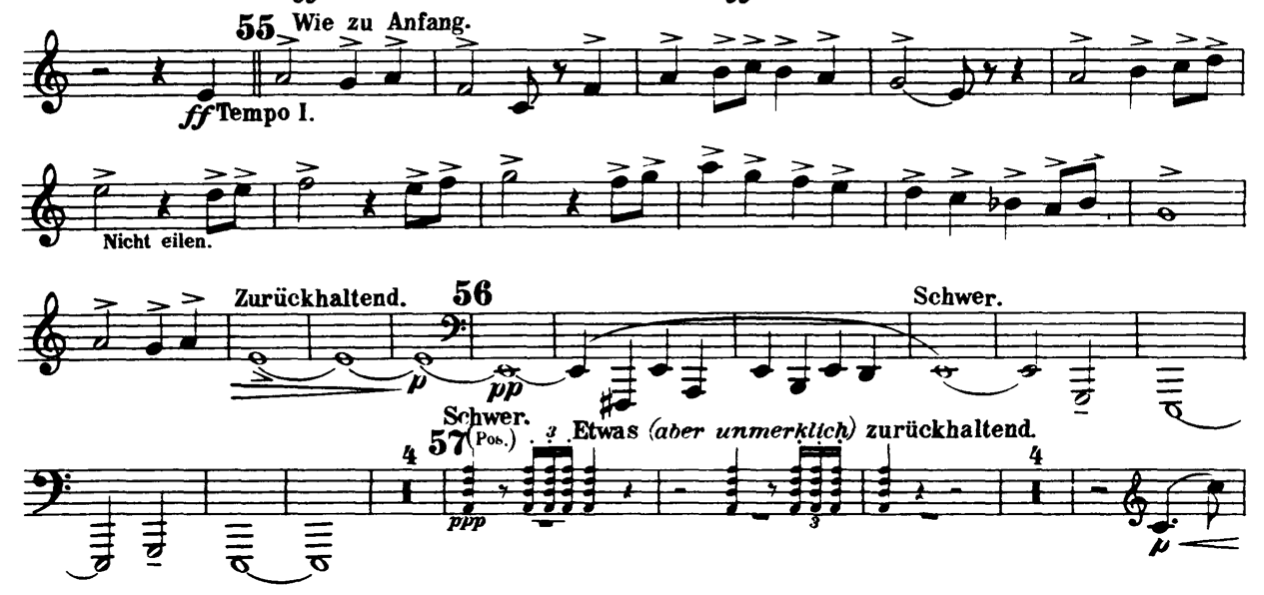 55 Wie zu Anfang.
ff Tempo I.
Nicht eilen.
Zurückhaltend. 56 Schwer.
p pp
Schwer.
4 57 (Pos.) 3 Etwas (aber unmerklich) zurückhaltend. 4
ppp 3 p